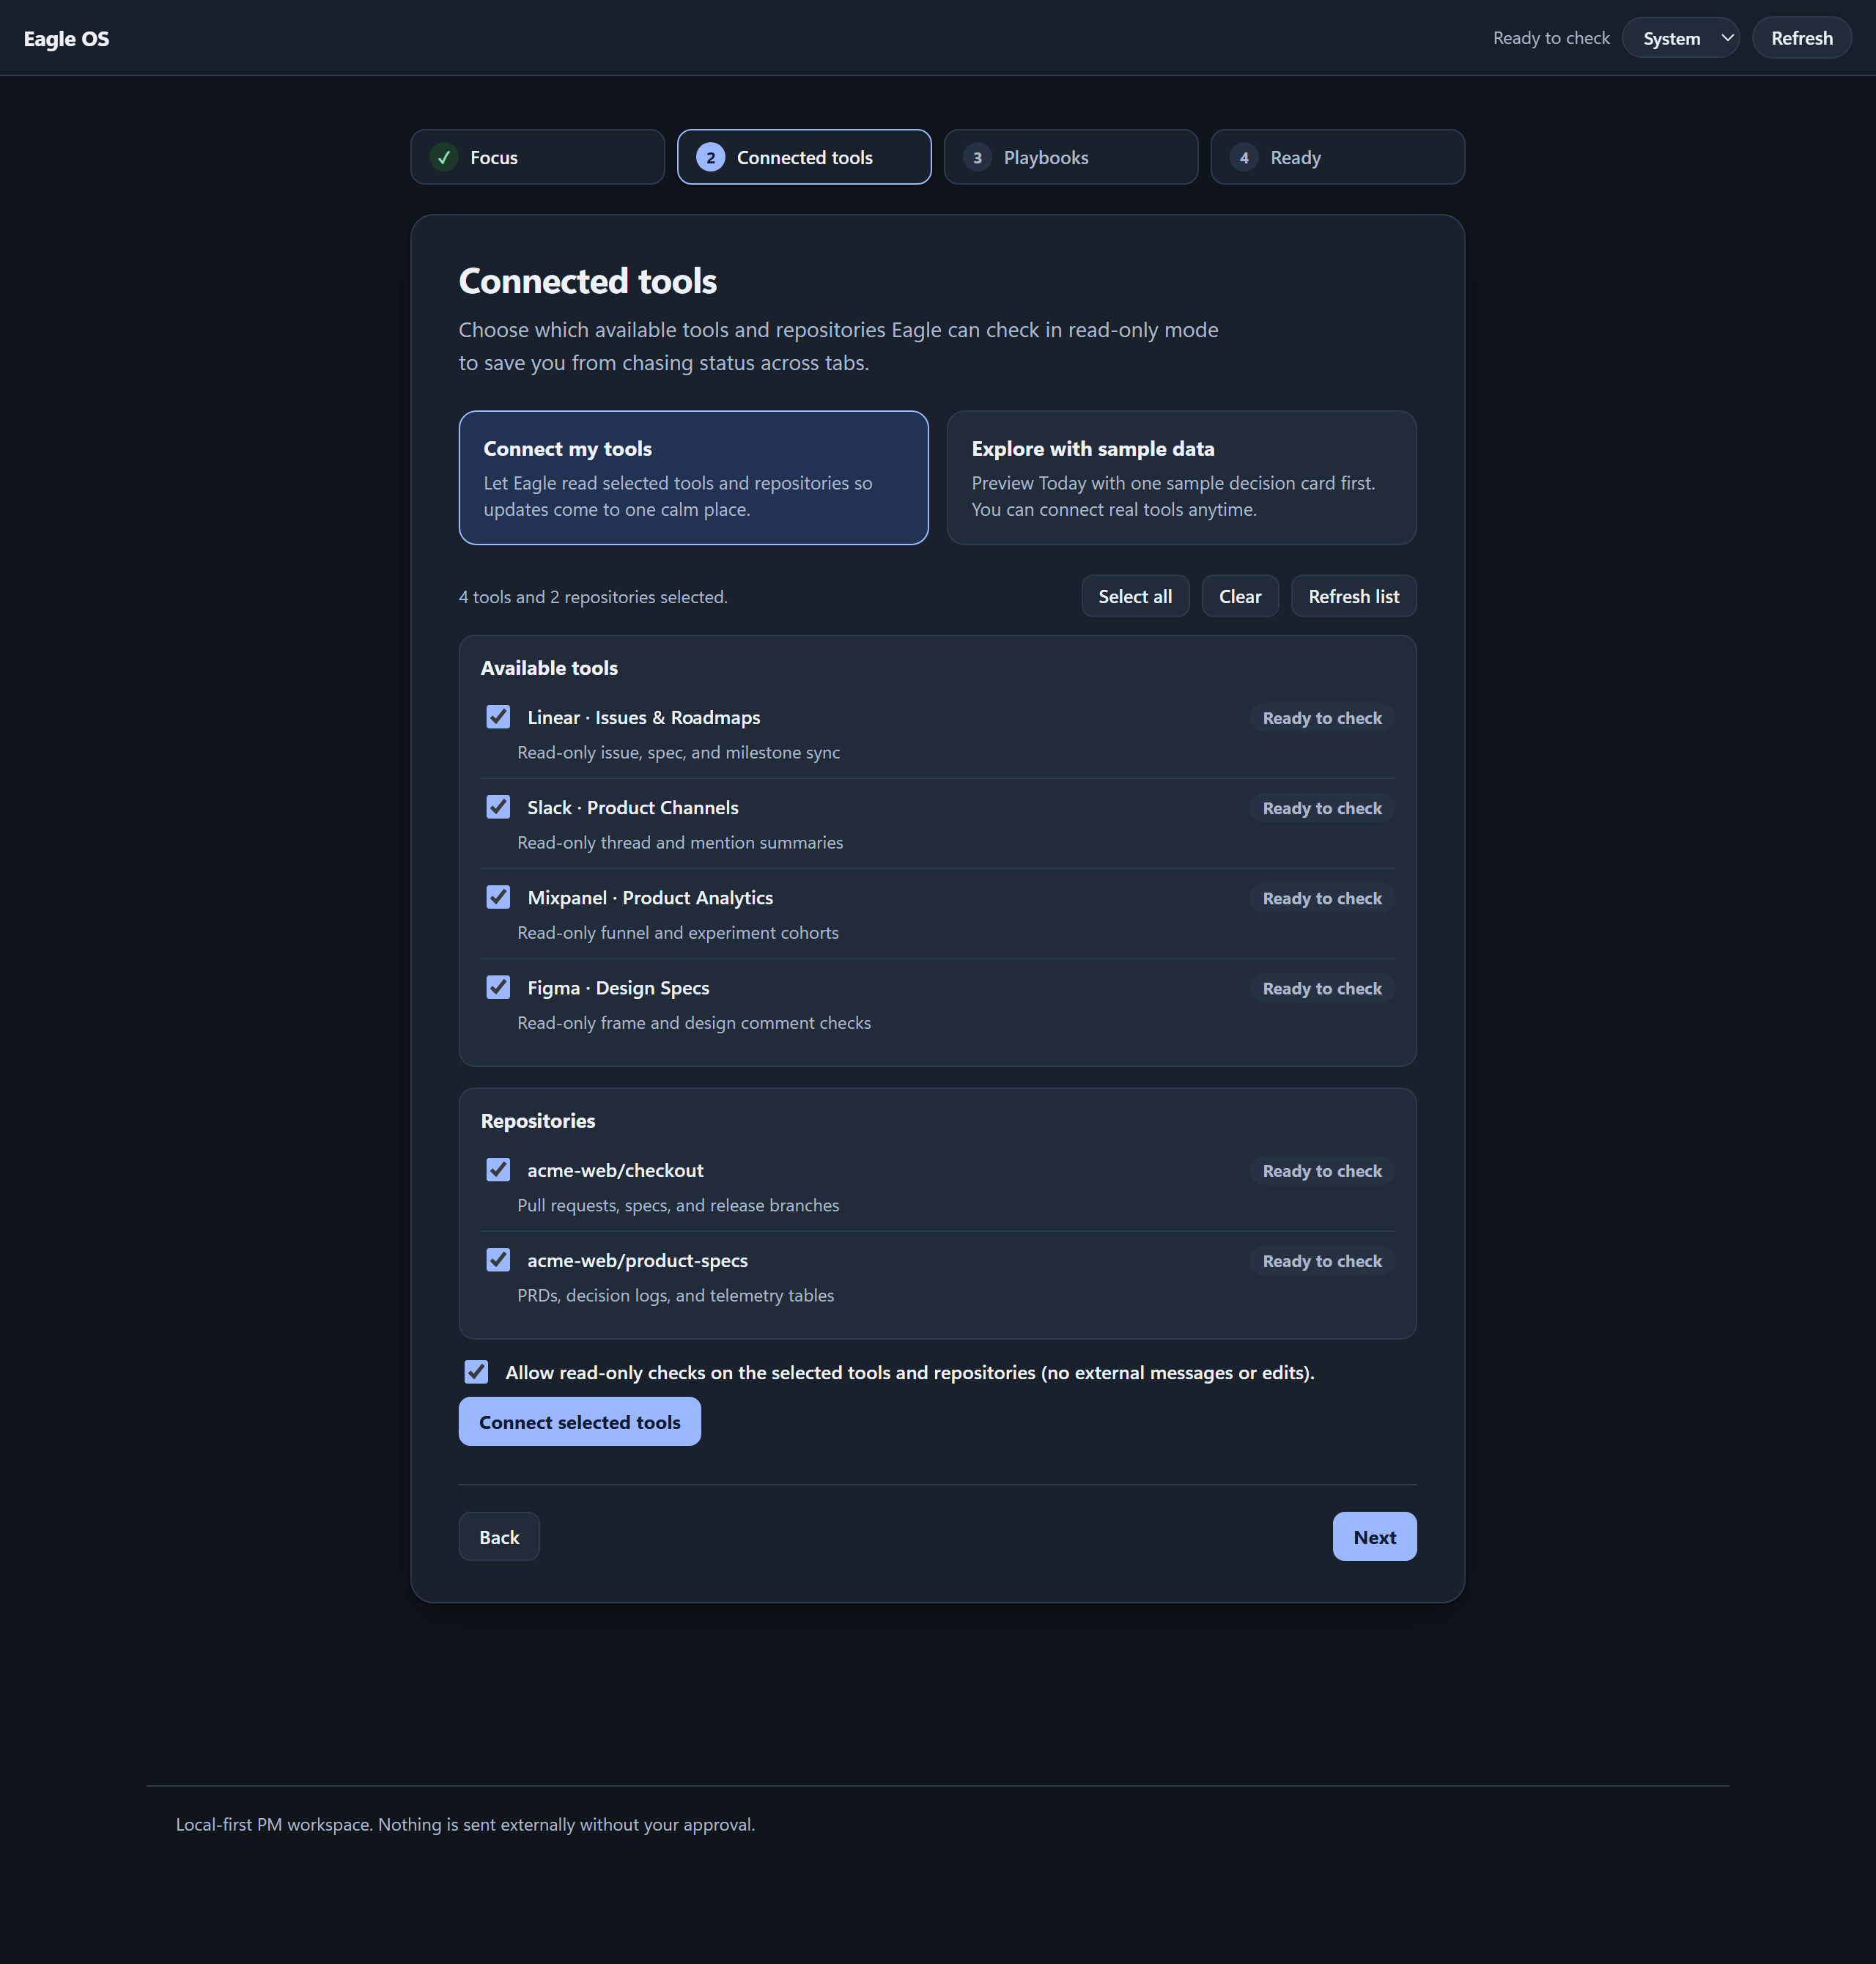 Eagle OS
Ready to check
System
Refresh
✓ Focus
2 Connected tools
3 Playbooks
4 Ready
Connected tools
Choose which available tools and repositories Eagle can check in read-only mode
to save you from chasing status across tabs.
Connect my tools
Let Eagle read selected tools and repositories so
updates come to one calm place.
Explore with sample data
Preview Today with one sample decision card first.
You can connect real tools anytime.
4 tools and 2 repositories selected.
Select all
Clear
Refresh list
Available tools
Linear · Issues & Roadmaps
Ready to check
Read-only issue, spec, and milestone sync
Slack · Product Channels
Ready to check
Read-only thread and mention summaries
Mixpanel · Product Analytics
Ready to check
Read-only funnel and experiment cohorts
Figma · Design Specs
Ready to check
Read-only frame and design comment checks
Repositories
acme-web/checkout
Ready to check
Pull requests, specs, and release branches
acme-web/product-specs
Ready to check
PRDs, decision logs, and telemetry tables
Allow read-only checks on the selected tools and repositories (no external messages or edits).
Connect selected tools
Back
Next
Local-first PM workspace. Nothing is sent externally without your approval.